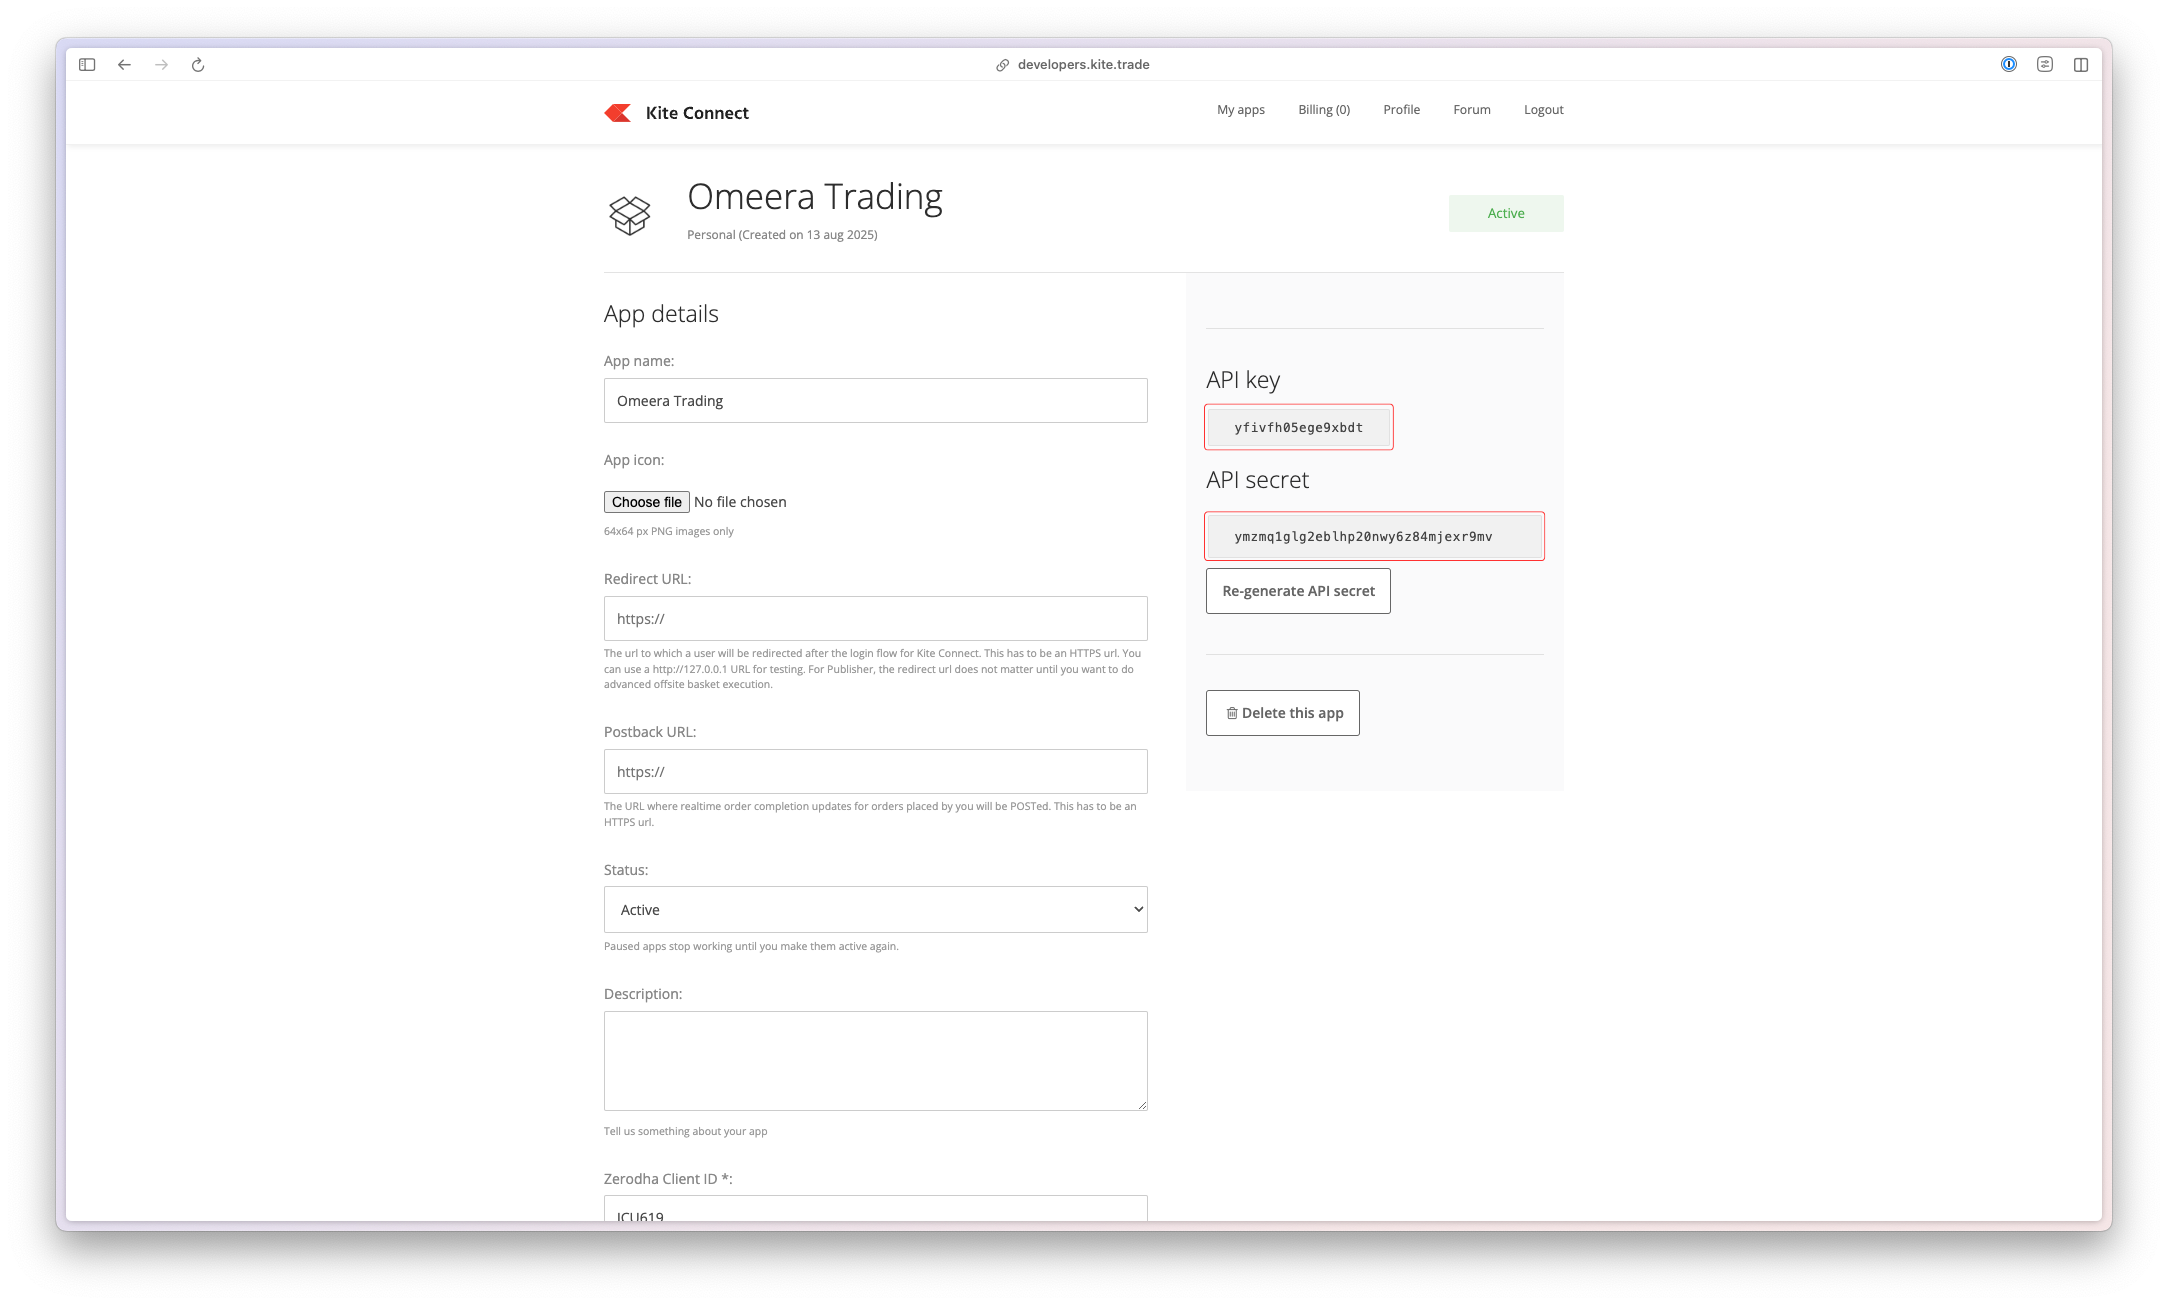 developers.kite.trade
Kite Connect
My apps
Billing (0)
Profile
Forum
Logout
Omeera Trading
Personal (Created on 13 aug 2025)
Active
App details
App name:
Omeera Trading
App icon:
Choose file No file chosen
64x64 px PNG images only
Redirect URL:
https://
The url to which a user will be redirected after the login flow for Kite Connect. This has to be an HTTPS url. You
can use a http://127.0.0.1 URL for testing. For Publisher, the redirect url does not matter until you want to do
advanced offsite basket execution.
Postback URL:
https://
The URL where realtime order completion updates for orders placed by you will be POSTed. This has to be an
HTTPS url.
Status:
Active
Paused apps stop working until you make them active again.
Description:
Tell us something about your app
Zerodha Client ID *:
JCU619
API key
yfivfh05ege9xbdt
API secret
ymzmq1glg2eblhp20nwy6z84mjexr9mv
Re-generate API secret
Delete this app